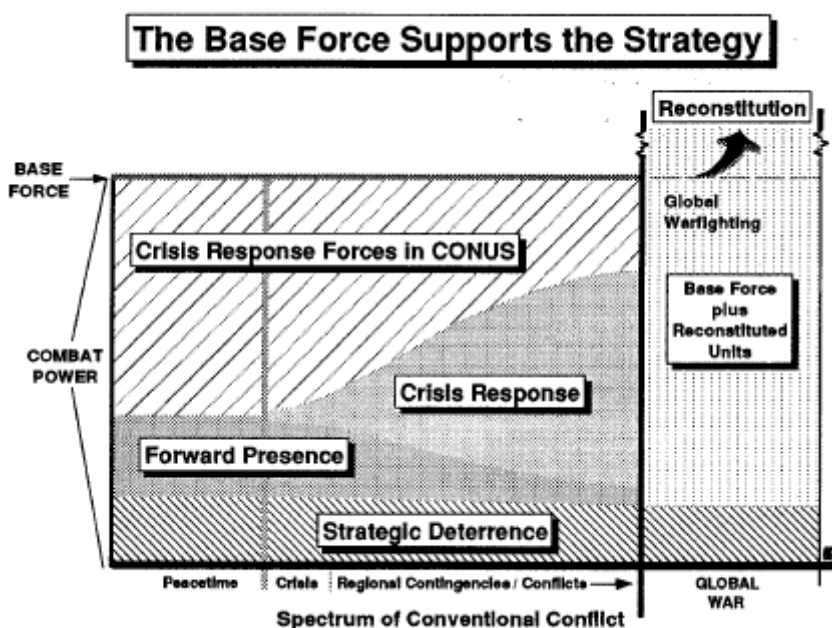 The Base Force Supports the Strategy
Reconstitution
BASE
FORCE
Global
Warfighting
Crisis Response Forces in CONUS
Base Force
plus
Reconstituted
Units
COMBAT
POWER
Crisis Response
Forward Presence
Strategic Deterrence
Peacetime
Crisis
Regional Contingencies / Conflicts
GLOBAL
WAR
Spectrum of Conventional Conflict